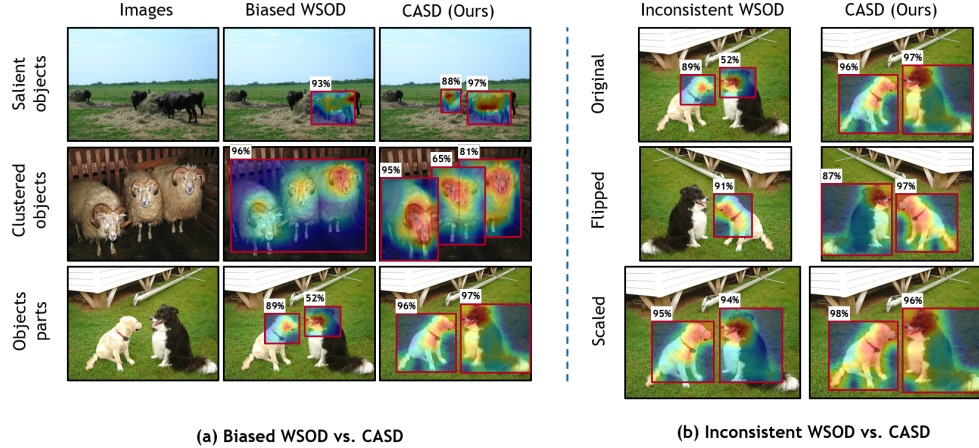 Images Biased WSOD CASD (Ours)
Salient objects
93%
88% 97%
Clustered objects
96%
95% 65% 81%
Objects parts
89% 52%
96% 97%
(a) Biased WSOD vs. CASD
Inconsistent WSOD CASD (Ours)
Original
89% 52%
96% 97%
Flipped
91%
87% 97%
Scaled
95% 94%
98% 96%
(b) Inconsistent WSOD vs. CASD